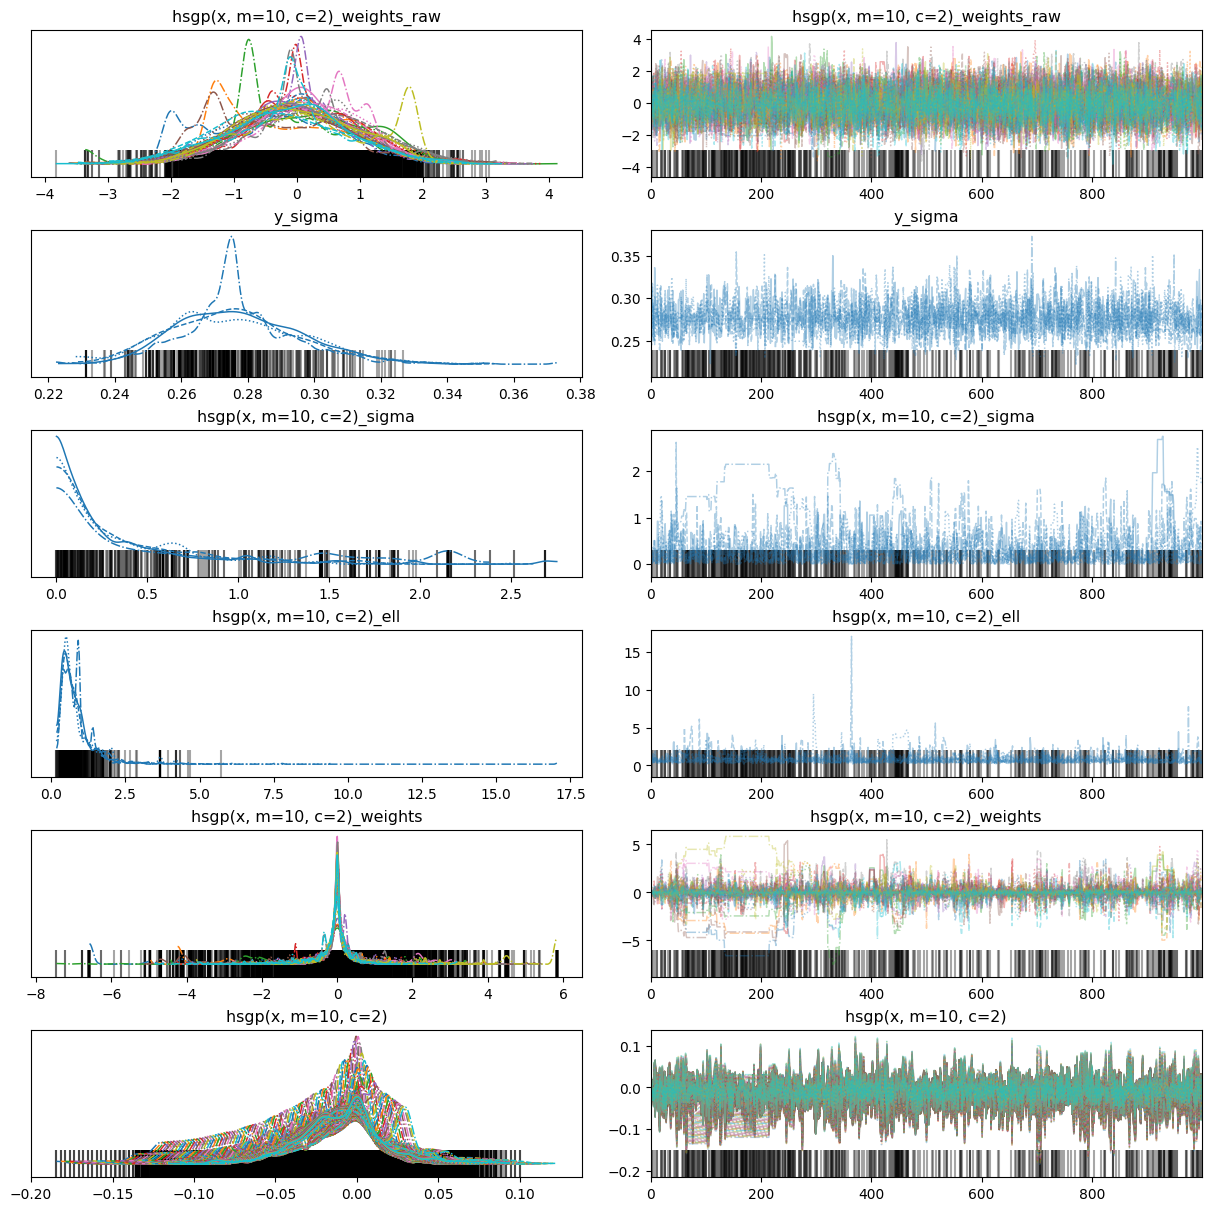 hsgp(x, m=10, c=2)_weights_raw hsgp(x, m=10, c=2)_weights_raw
4
2
0
−2
−4
−4 −3 −2 −1 0 1 2 3 4 0 200 400 600 800
y_sigma y_sigma
0.35
0.30
0.25
0.22 0.24 0.26 0.28 0.30 0.32 0.34 0.36 0.38 0 200 400 600 800
hsgp(x, m=10, c=2)_sigma hsgp(x, m=10, c=2)_sigma
2
1
0
0.0 0.5 1.0 1.5 2.0 2.5 0 200 400 600 800
hsgp(x, m=10, c=2)_ell hsgp(x, m=10, c=2)_ell
15
10
5
0
0.0 2.5 5.0 7.5 10.0 12.5 15.0 17.5 0 200 400 600 800
hsgp(x, m=10, c=2)_weights hsgp(x, m=10, c=2)_weights
5
0
−5
−8 −6 −4 −2 0 2 4 6 0 200 400 600 800
hsgp(x, m=10, c=2) hsgp(x, m=10, c=2)
0.1
0.0
−0.1
−0.2
−0.20 −0.15 −0.10 −0.05 0.00 0.05 0.10 0 200 400 600 800